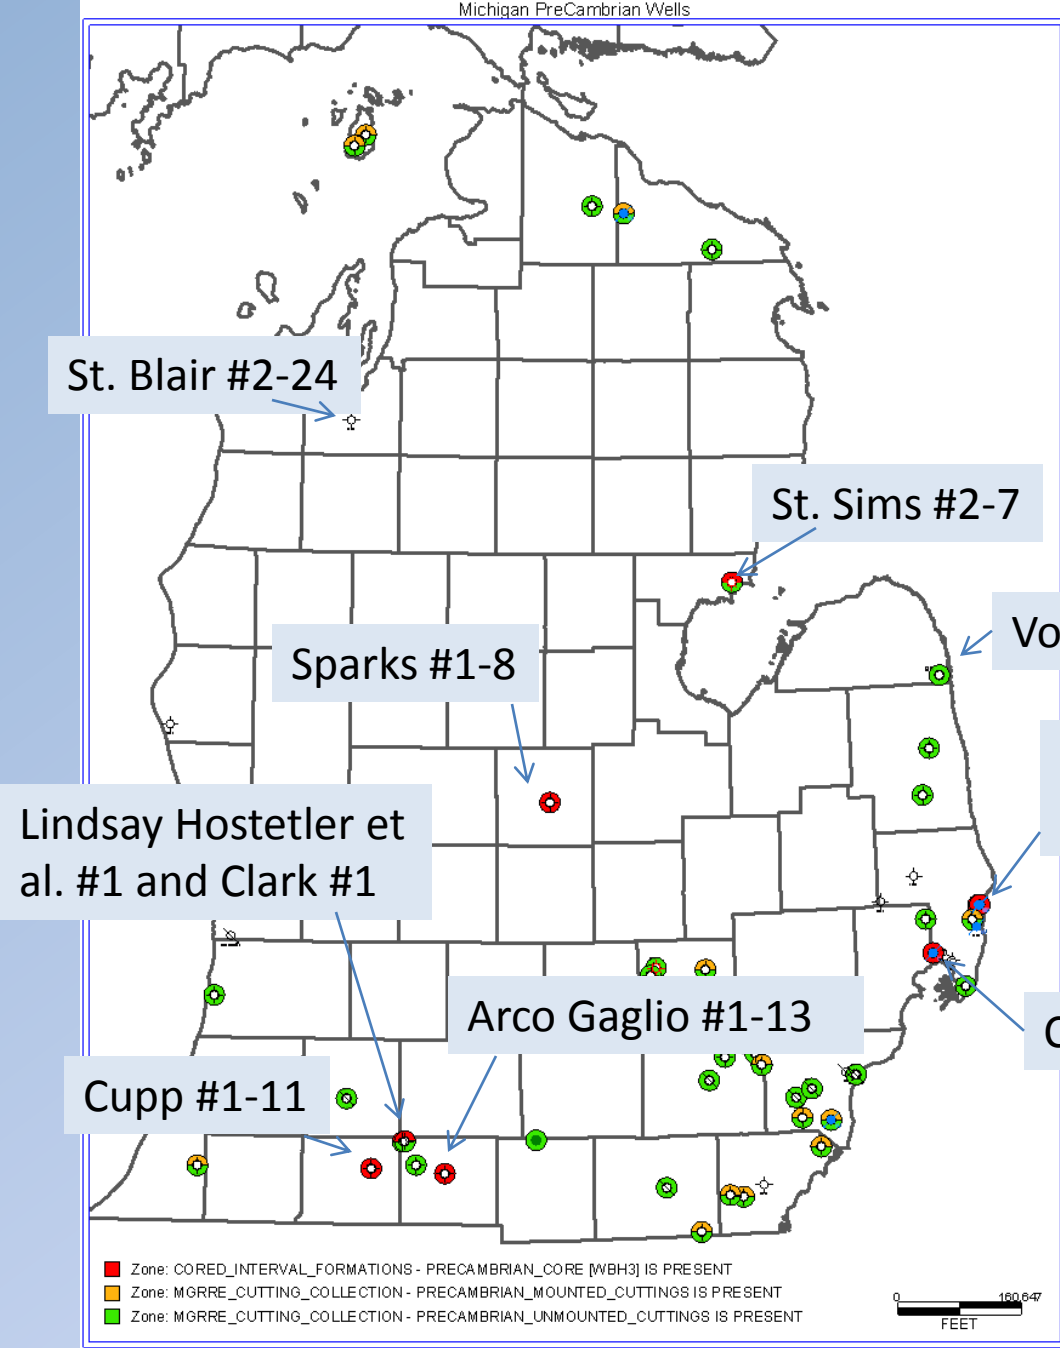 Michigan PreCambrian Wells
St. Blair #2-24
St. Sims #2-7
Vo
Sparks #1-8
Lindsay Hostetler et
al. #1 and Clark #1
Arco Gaglio #1-13
C
Cupp #1-11
Zone: CORED_INTERVAL_FORMATIONS - PRECAMBRIAN_CORE [WBH3] IS PRESENT
Zone: MGRRE_CUTTING_COLLECTION - PRECAMBRIAN_MOUNTED_CUTTINGS IS PRESENT
Zone: MGRRE_CUTTING_COLLECTION - PRECAMBRIAN_UNMOUNTED_CUTTINGS IS PRESENT
0 160,647
FEET